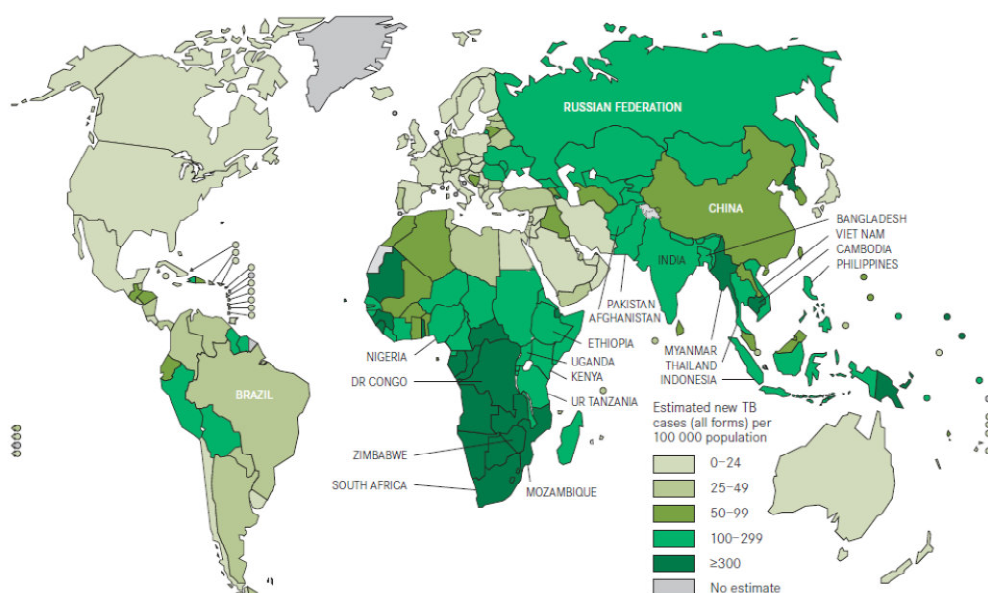 RUSSIAN FEDERATION
CHINA
BANGLADESH
VIET NAM
CAMBODIA
PHILIPPINES
INDIA
PAKISTAN
AFGHANISTAN
ETHIOPIA
NIGERIA
UGANDA
KENYA
MYANMAR
THAILAND
INDONESIA
DR CONGO
BRAZIL
UR TANZANIA
ZIMBABWE
SOUTH AFRICA
MOZAMBIQUE
Estimated new TB
cases (all forms) per
100 000 population
0–24
25–49
50–99
100–299
≥300
No estimate